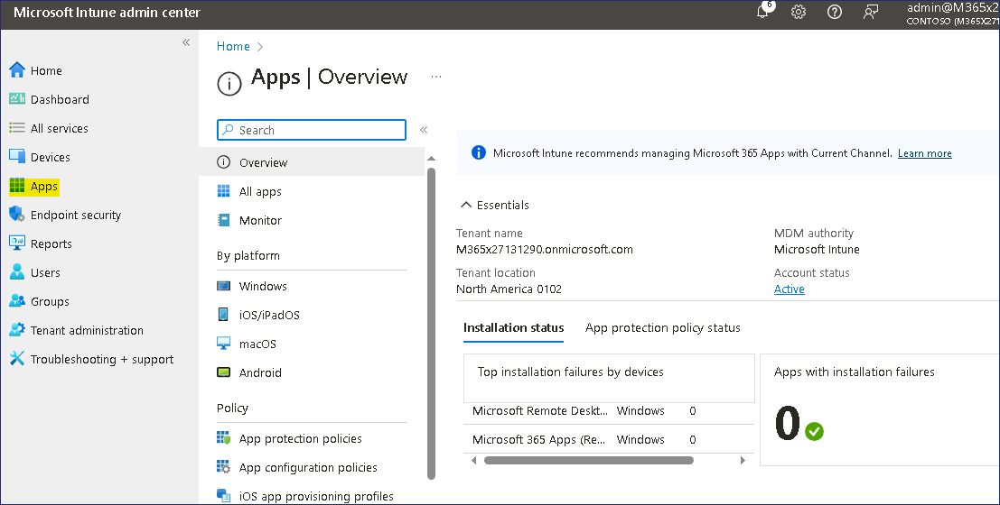 Microsoft Intune admin center
6
admin@M365x2
CONTOSO (M365X271
Home
Dashboard
All services
Devices
Apps
Endpoint security
Reports
Users
Groups
Tenant administration
Troubleshooting + support
Home
Apps | Overview
Search
Overview
All apps
Monitor
By platform
Windows
iOS/iPadOS
macOS
Android
Policy
App protection policies
App configuration policies
iOS app provisioning profiles
Microsoft Intune recommends managing Microsoft 365 Apps with Current Channel. Learn more
Essentials
Tenant name
M365x27131290.onmicrosoft.com
Tenant location
North America 0102
MDM authority
Microsoft Intune
Account status
Active
Installation status App protection policy status
Top installation failures by devices
Microsoft Remote Deskt... Windows 0
Microsoft 365 Apps (Re... Windows 0
Apps with installation failures
0